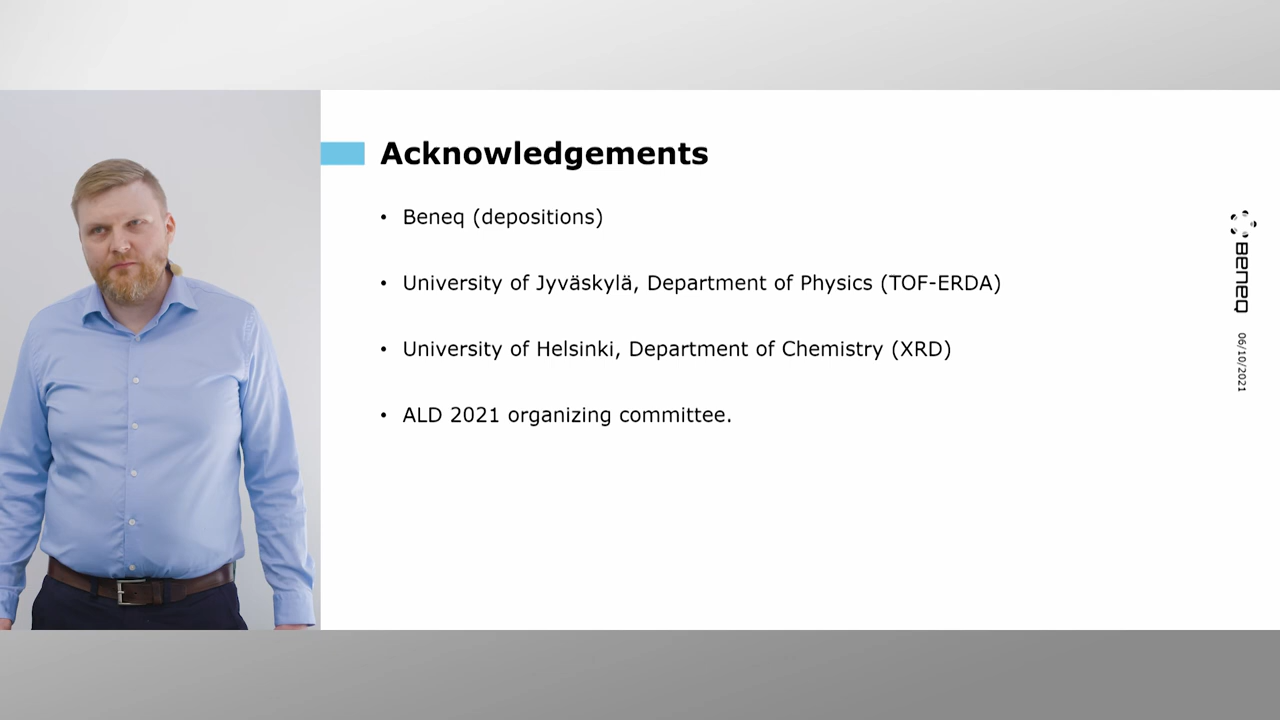 Acknowledgements
• Beneq (depositions)
• University of Jyväskylä, Department of Physics (TOF-ERDA)
• University of Helsinki, Department of Chemistry (XRD)
• ALD 2021 organizing committee.
BENEQ
06/10/2021